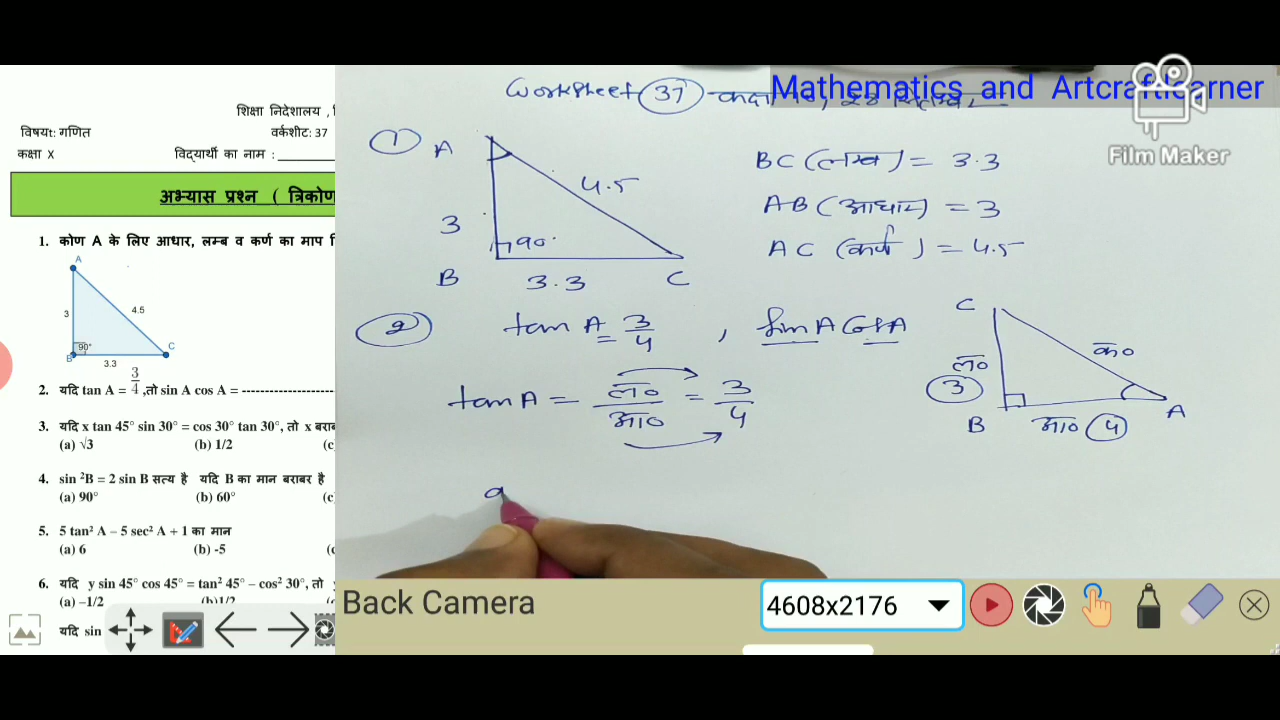 शिक्षा निदेशालय ,
विषयः गणित वर्कशीट: 37
कक्षा X विद्यार्थी का नाम : ________
अभ्यास प्रश्न ( त्रिकोण
1. कोण A के लिए आधार, लम्ब व कर्ण का माप
A
3 4.5
90°
B C
3.3
2. यदि tan A = 3/4 ,तो sin A cos A = -----------------
3. यदि x tan 45° sin 30° = cos 30° tan 30°, तो x
(a) √3 (b) 1/2 (c
4. sin ²B = 2 sin B सत्य है यदि B का मान बराबर है
(a) 90° (b) 60° (c
5. 5 tan² A – 5 sec² A + 1 का मान
(a) 6 (b) -5 (
6. यदि y sin 45° cos 45° = tan² 45° – cos² 30°, तो
(a) –1/2 (b)1/2 (
यदि sin
Mathematics and Artcraftlearner
Film Maker
Worksheet 37
1 A
4.5 BC (लम्ब) = 3.3
3 AB (आधार) = 3
90° AC (कर्ण) = 4.5
B 3.3 C
2 tan A = 3/4 , Sin A Cos A
tan A = ल०/आ० = 3/4
C
ल० क०
3
B आ० 4 A
Back Camera 4608x2176